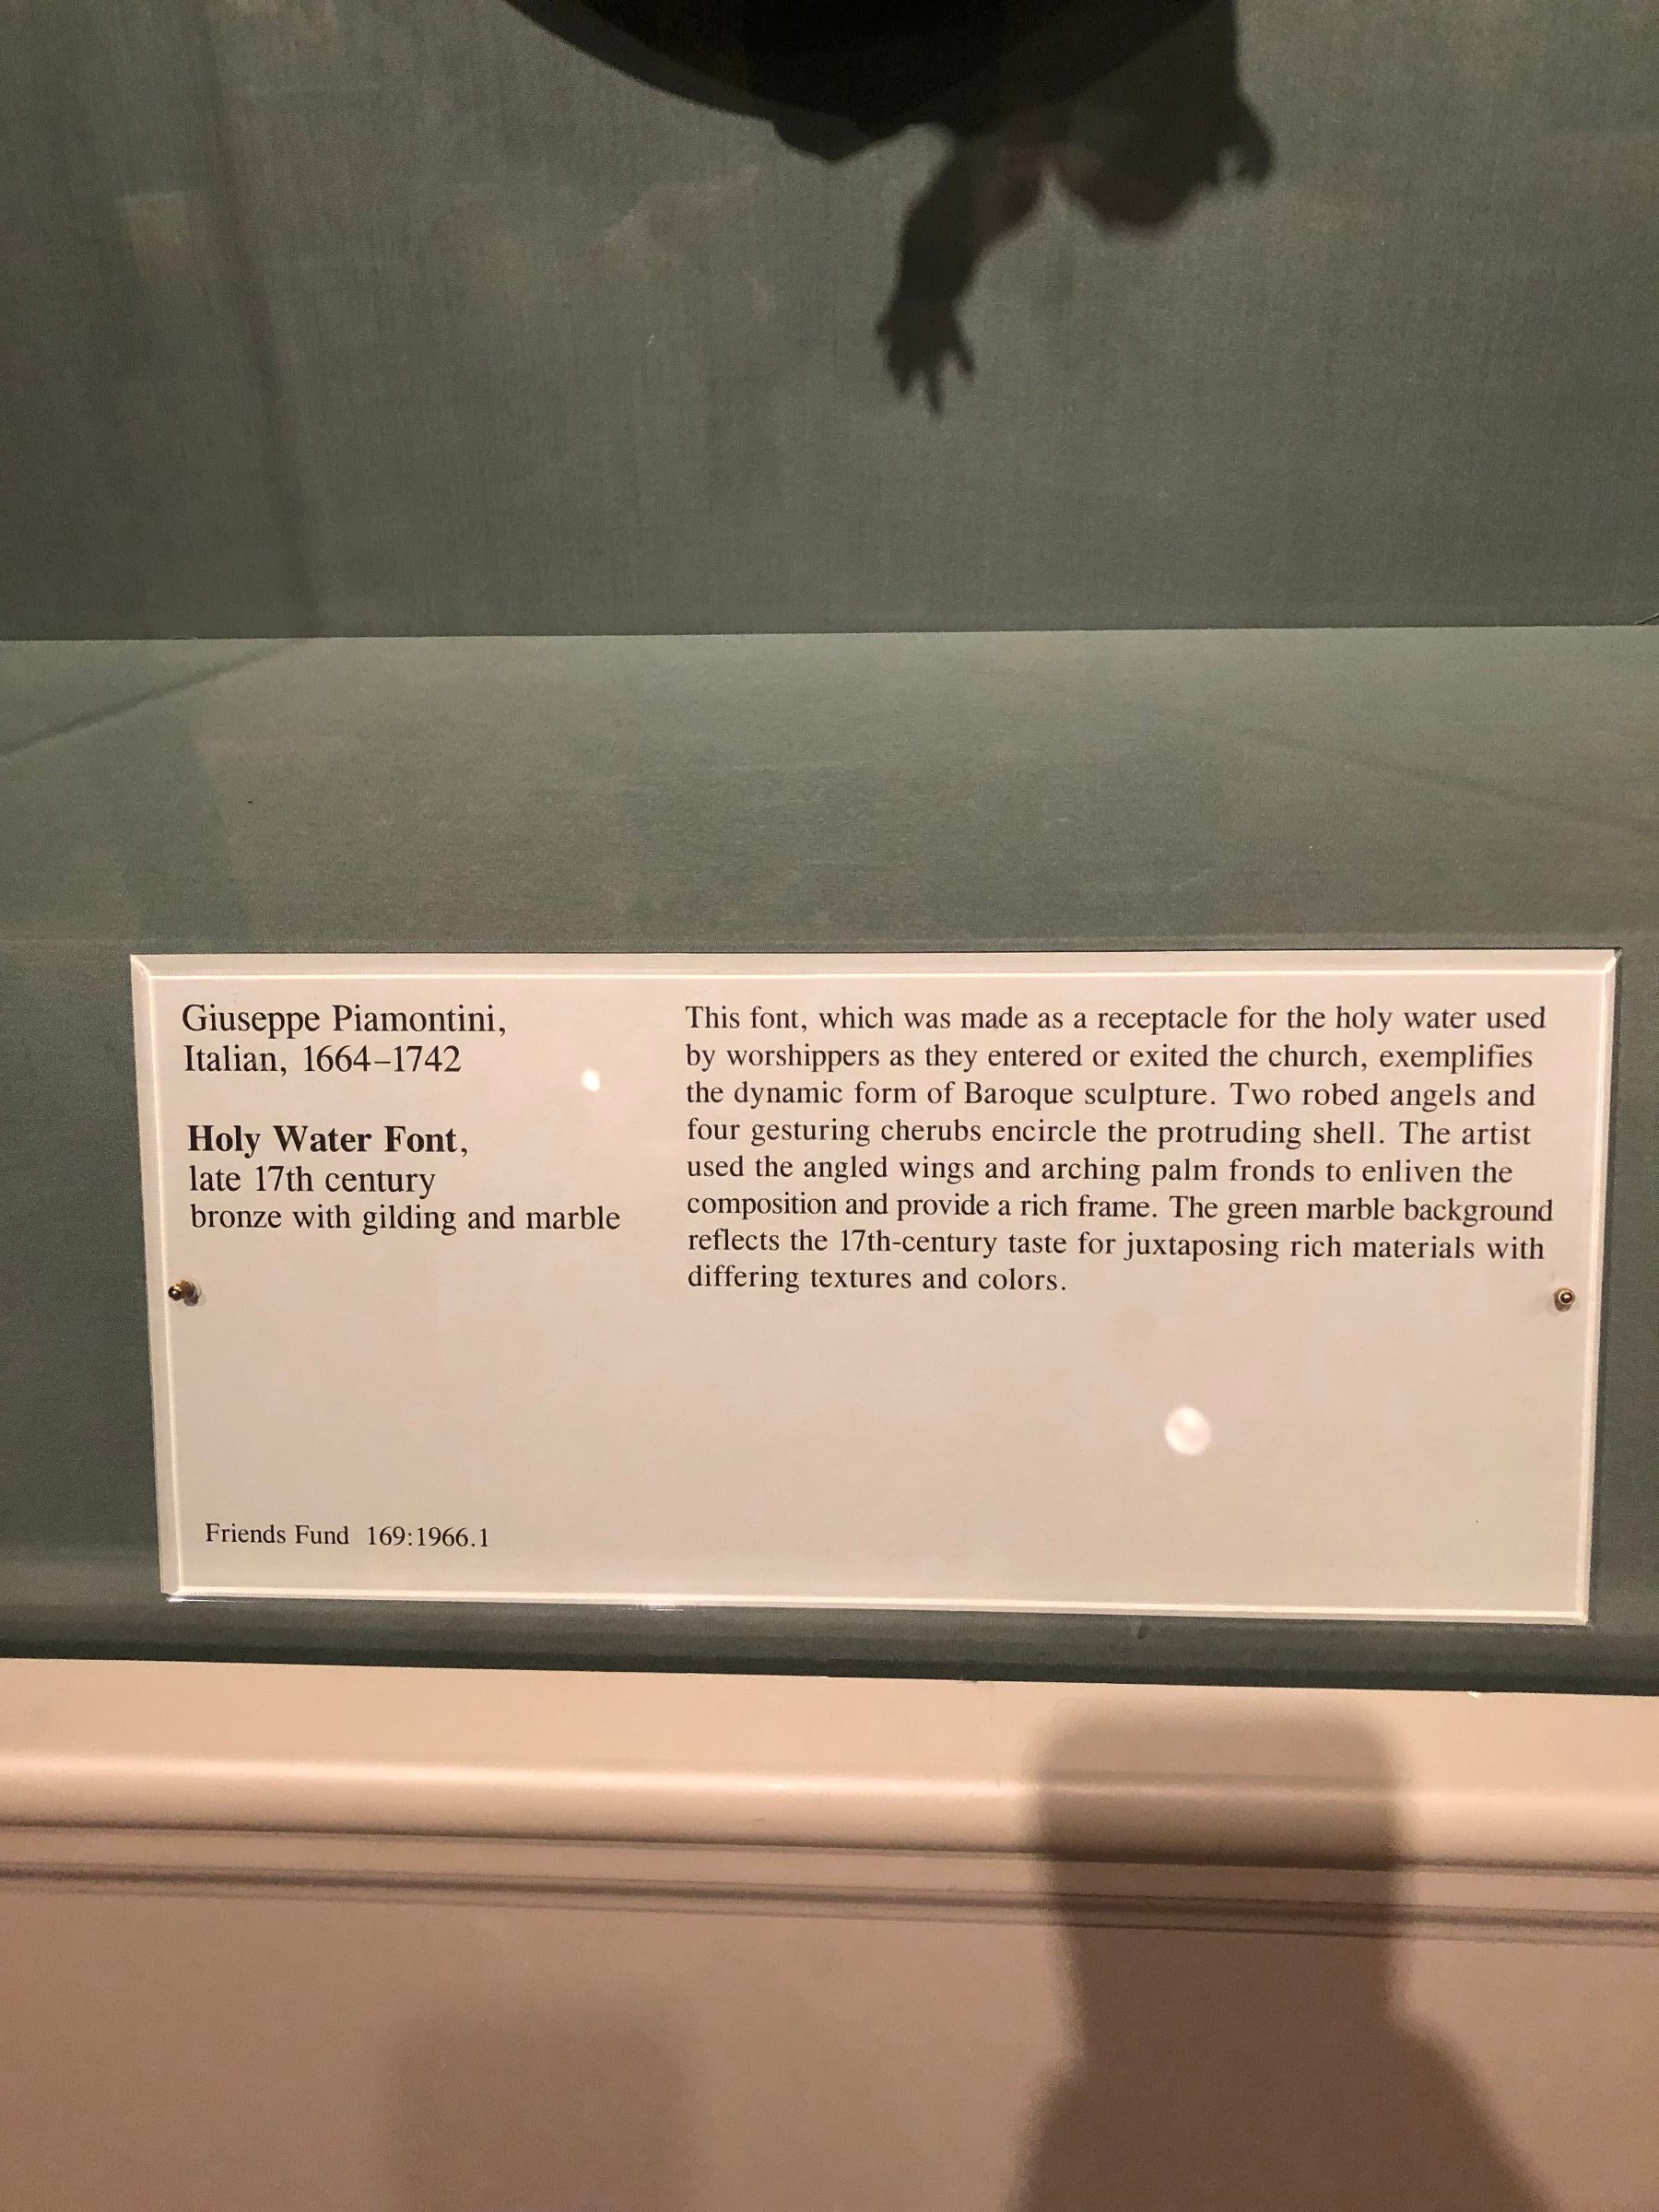 Giuseppe Piamontini,
Italian, 1664–1742
Holy Water Font,
late 17th century
bronze with gilding and marble
This font, which was made as a receptacle for the holy water used
by worshippers as they entered or exited the church, exemplifies
the dynamic form of Baroque sculpture. Two robed angels and
four gesturing cherubs encircle the protruding shell. The artist
used the angled wings and arching palm fronds to enliven the
composition and provide a rich frame. The green marble background
reflects the 17th-century taste for juxtaposing rich materials with
differing textures and colors.
Friends Fund 169:1966.1